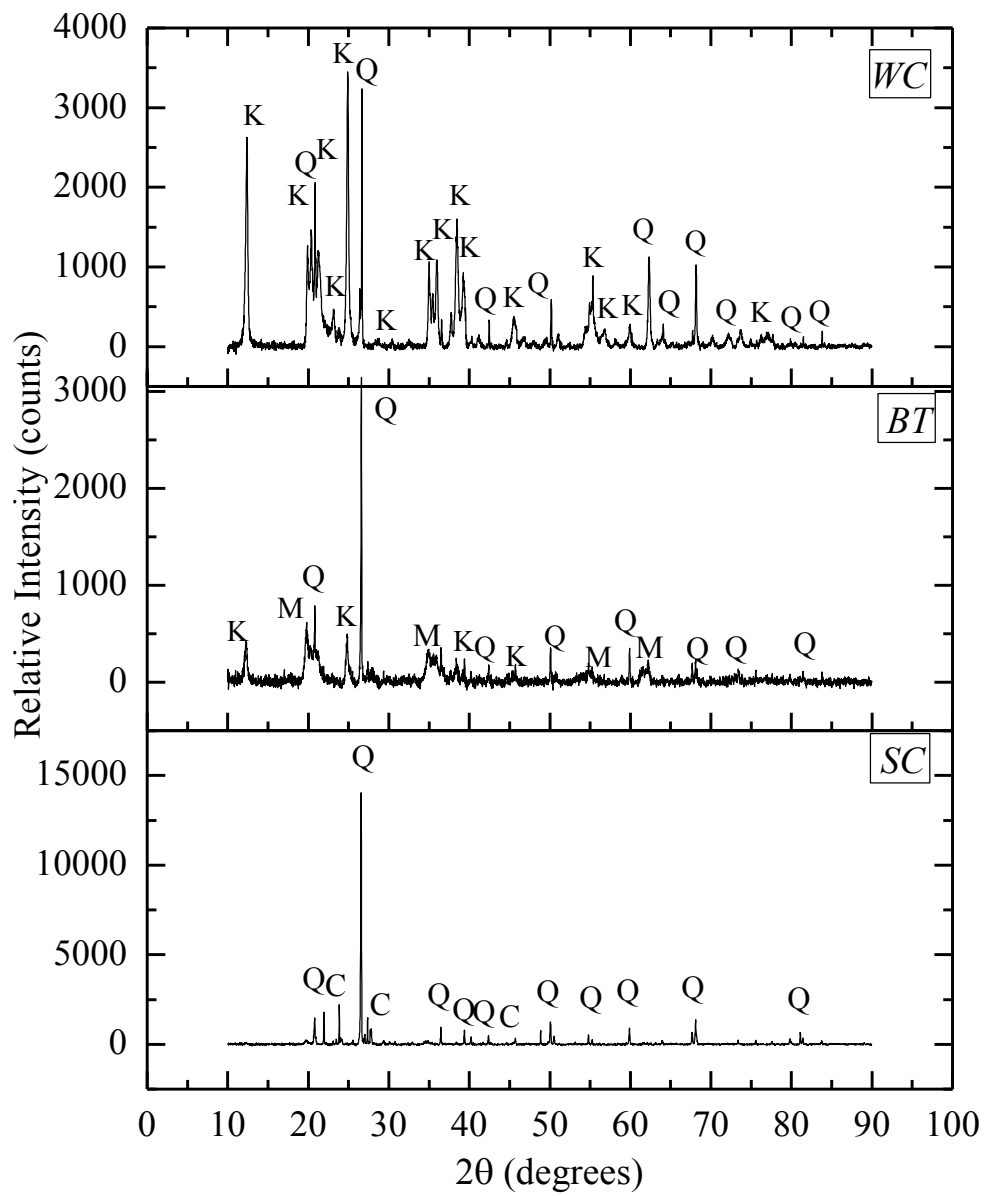 Relative Intensity (counts)
4000
3000
2000
1000
0
WC
K
K
Q
K
K
Q
K
K
K
K
K
K
K
Q
K
Q
K
K
K
Q
Q
Q
Q
K
Q
Q
3000
2000
1000
0
BT
Q
K
M
Q
K
M
K
Q
K
Q
M
Q
M
Q
Q
Q
15000
10000
5000
0
SC
Q
Q
C
C
Q
Q
Q
C
Q
Q
Q
Q
Q
0 10 20 30 40 50 60 70 80 90 100
2θ (degrees)